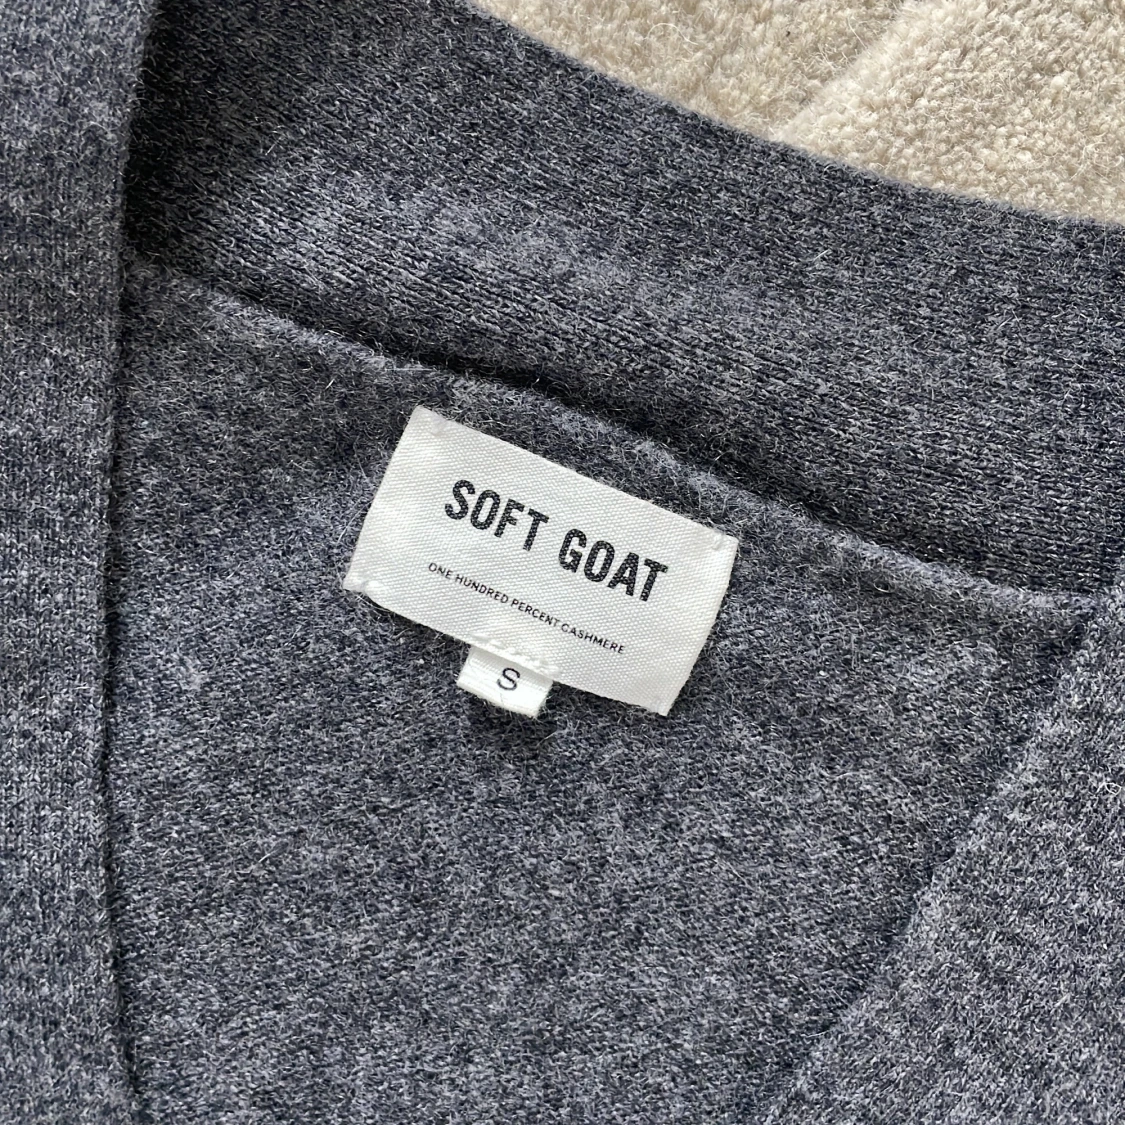 SOFT GOAT
ONE HUNDRED PERCENT CASHMERE
S